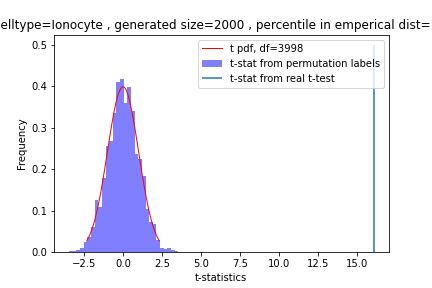 elltype=Ionocyte , generated size=2000 , percentile in emperical dist=
t pdf, df=3998
t-stat from permutation labels
t-stat from real t-test
Frequency
0.5
0.4
0.3
0.2
0.1
0.0
−2.5 0.0 2.5 5.0 7.5 10.0 12.5 15.0
t-statistics